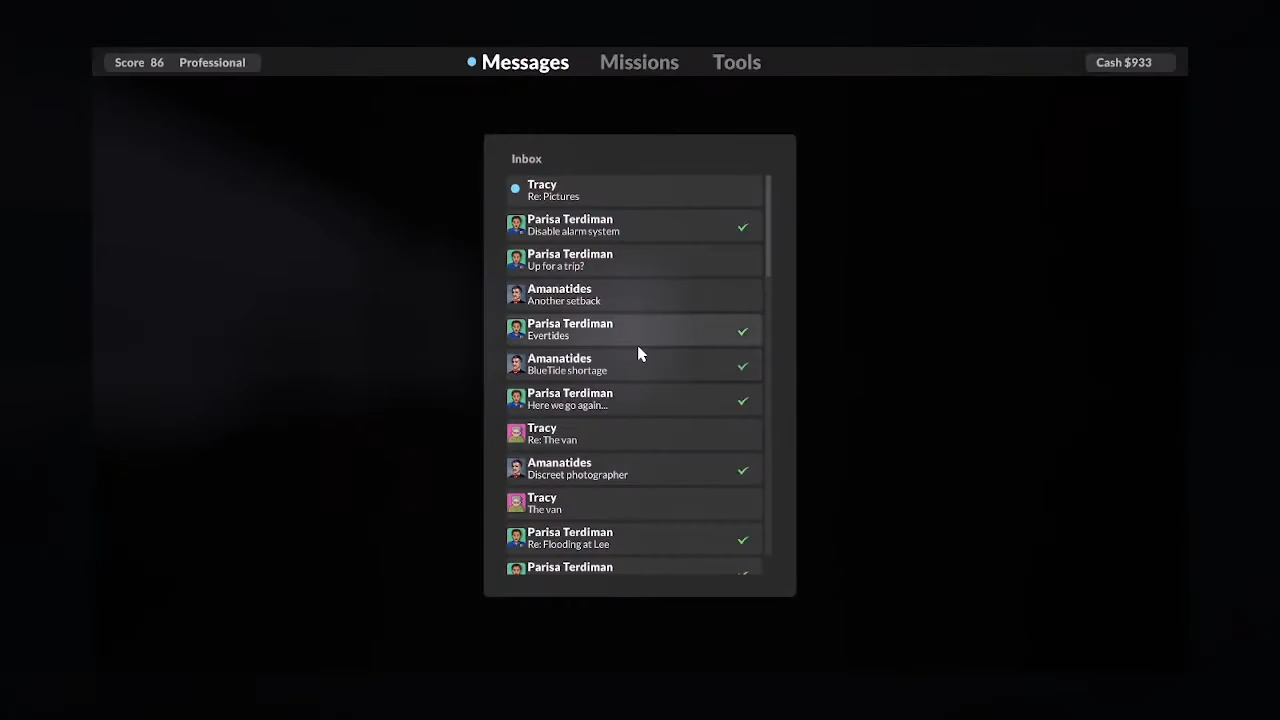 Score 86 Professional
Messages Missions Tools
Cash $933
Inbox
Tracy
Re: Pictures
Parisa Terdiman
Disable alarm system
Parisa Terdiman
Up for a trip?
Amanatides
Another setback
Parisa Terdiman
Evertides
Amanatides
BlueTide shortage
Parisa Terdiman
Here we go again...
Tracy
Re: The van
Amanatides
Discreet photographer
Tracy
The van
Parisa Terdiman
Re: Flooding at Lee
Parisa Terdiman